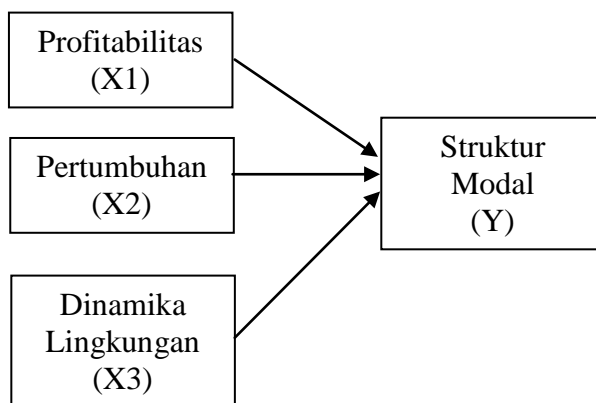 Profitabilitas
(X1)
Pertumbuhan
(X2)
Dinamika
Lingkungan
(X3)
Struktur
Modal
(Y)